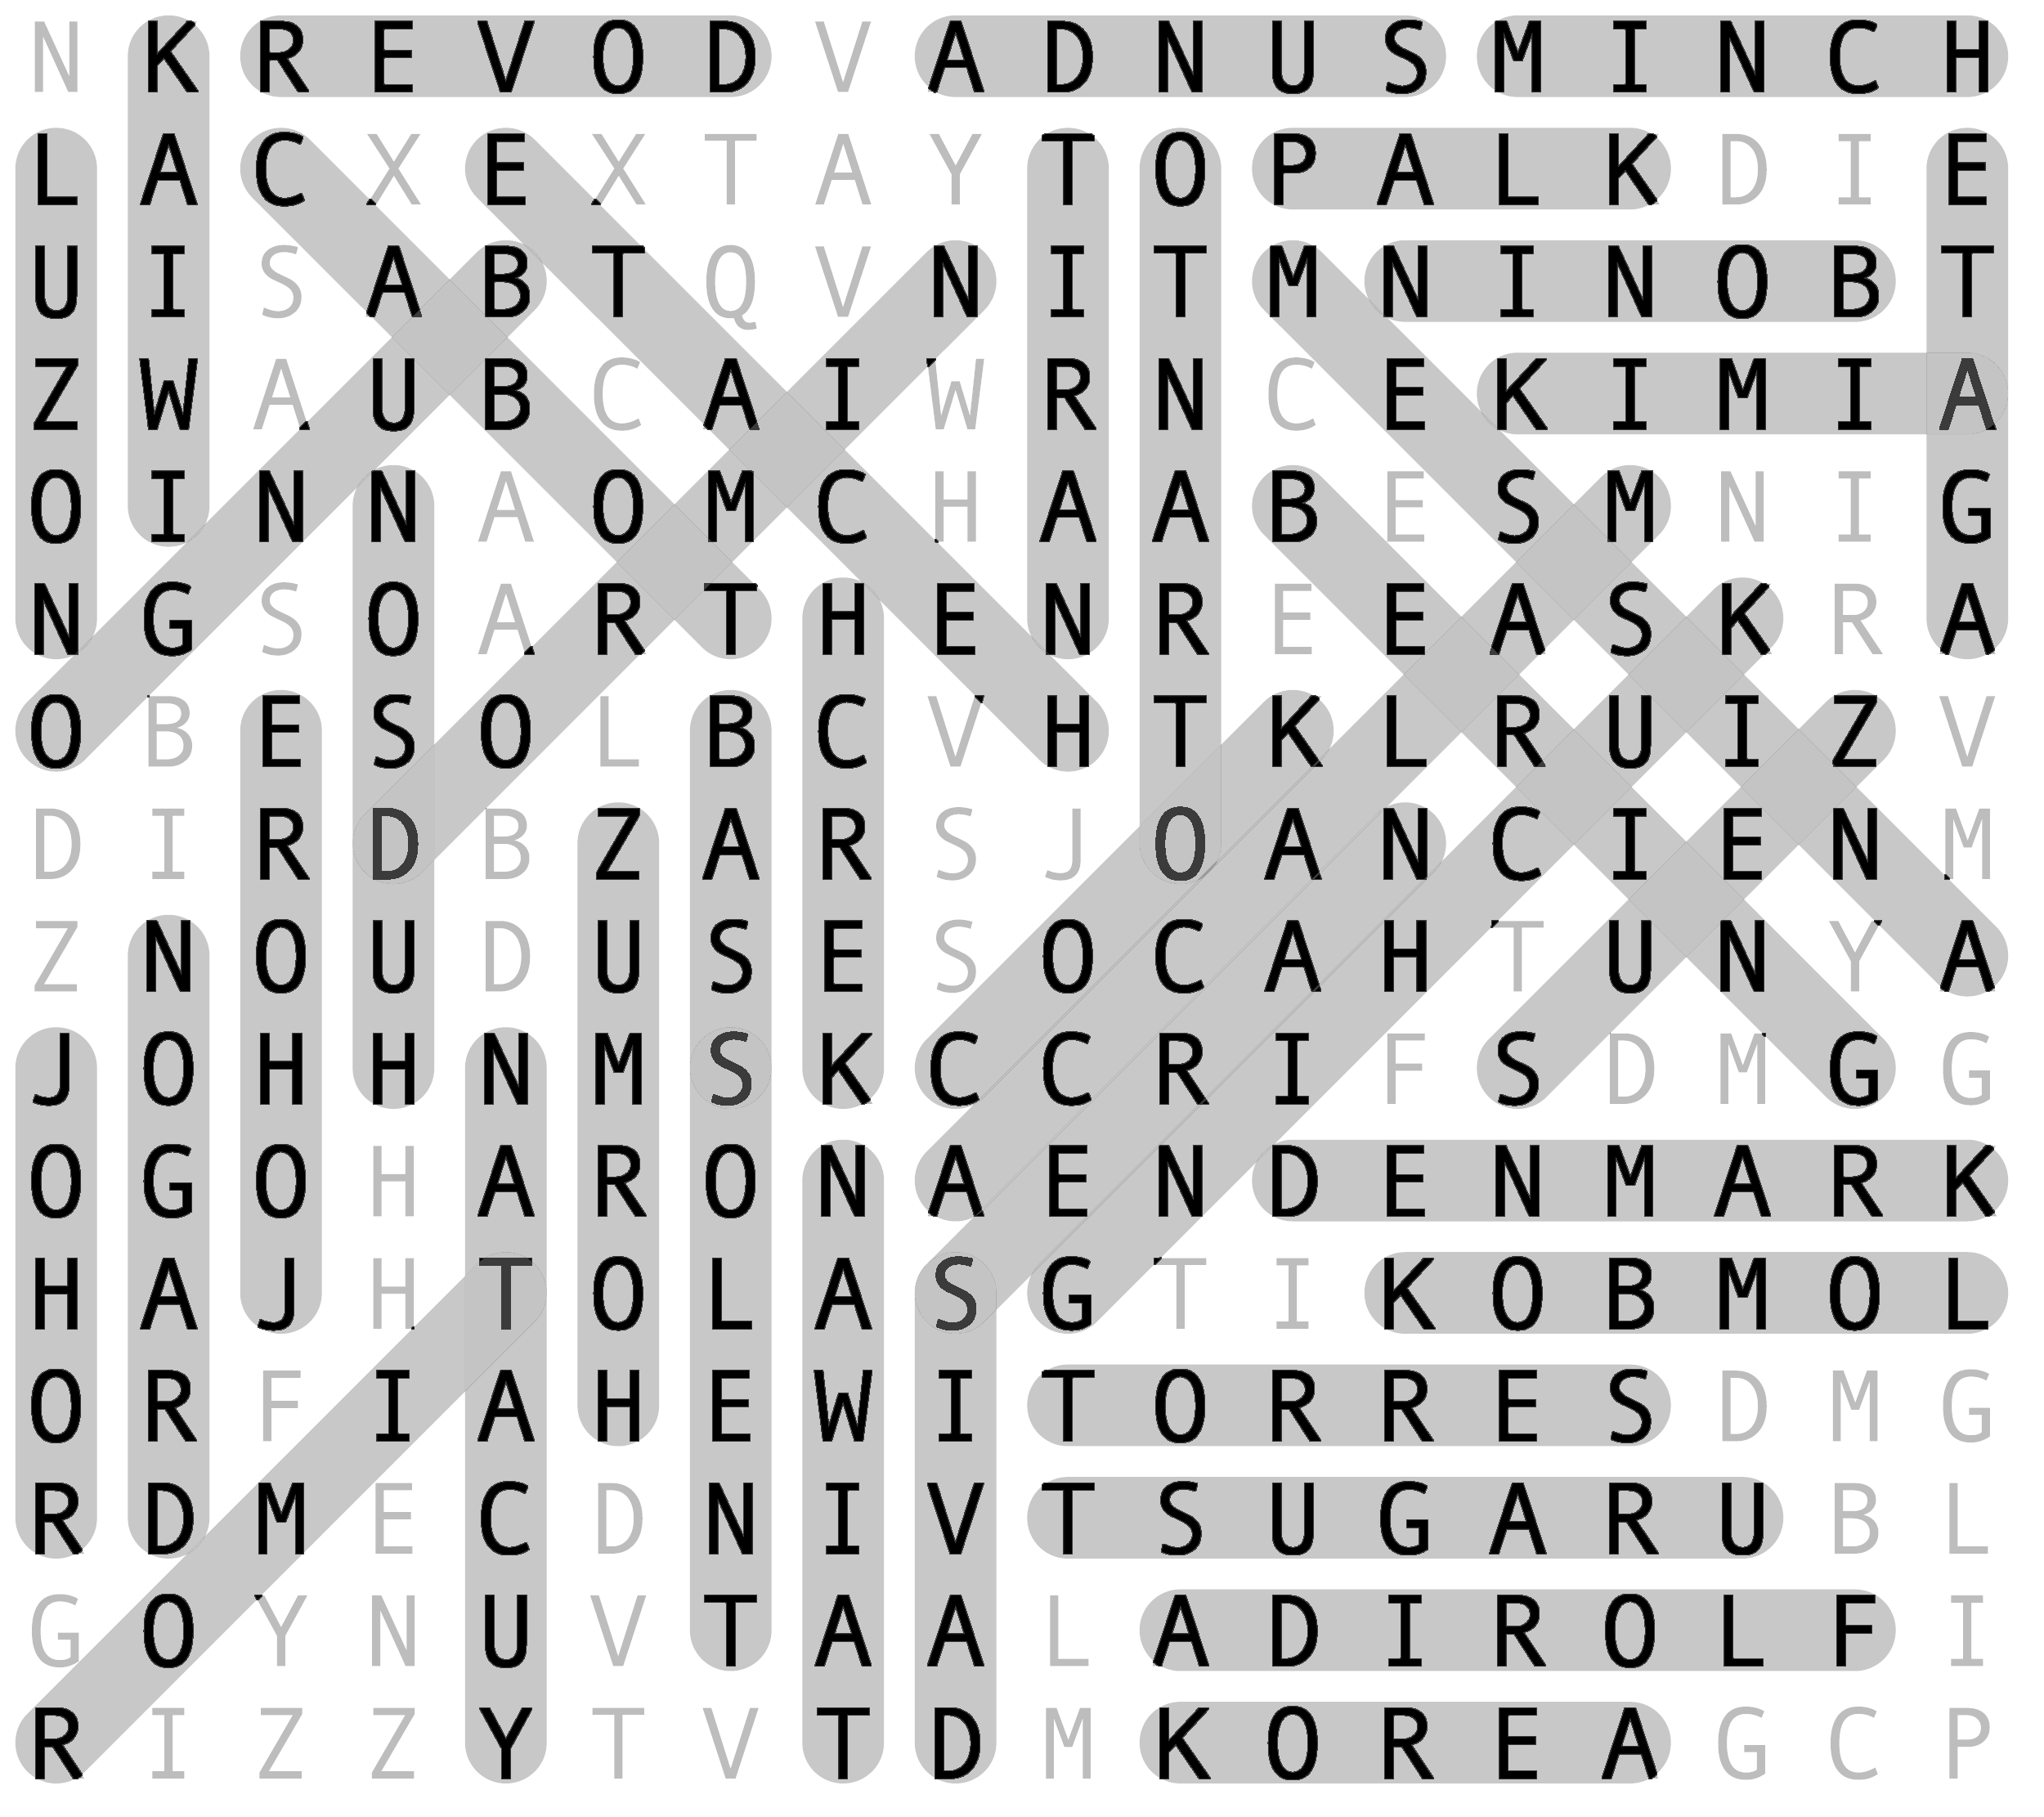 N K R E V O D V A D N U S M I N C H
L A C X E X T A Y T O P A L K D I E
U I S A B T Q V N I T M N I N O B T
Z W A U B C A I W R N C E K I M I A
O I N N A O M C H A A B E S M N I G
N G S O A R T H E N R E E A S K R A
O B E S O L B C V H T K L R U I Z V
D I R D B Z A R S J O A N C I E N M
Z N O U D U S E S O C A H T U N Y A
J O H H N M S K C C R I F S D M G G
O G O H A R O N A E N D E N M A R K
H A J H T O L A S G T I K O B M O L
O R F I A H E W I T O R R E S D M G
R D M E C D N I V T S U G A R U B L
G O Y N U V T A A L A D I R O L F I
R I Z Z Y T V T D M K O R E A G C P